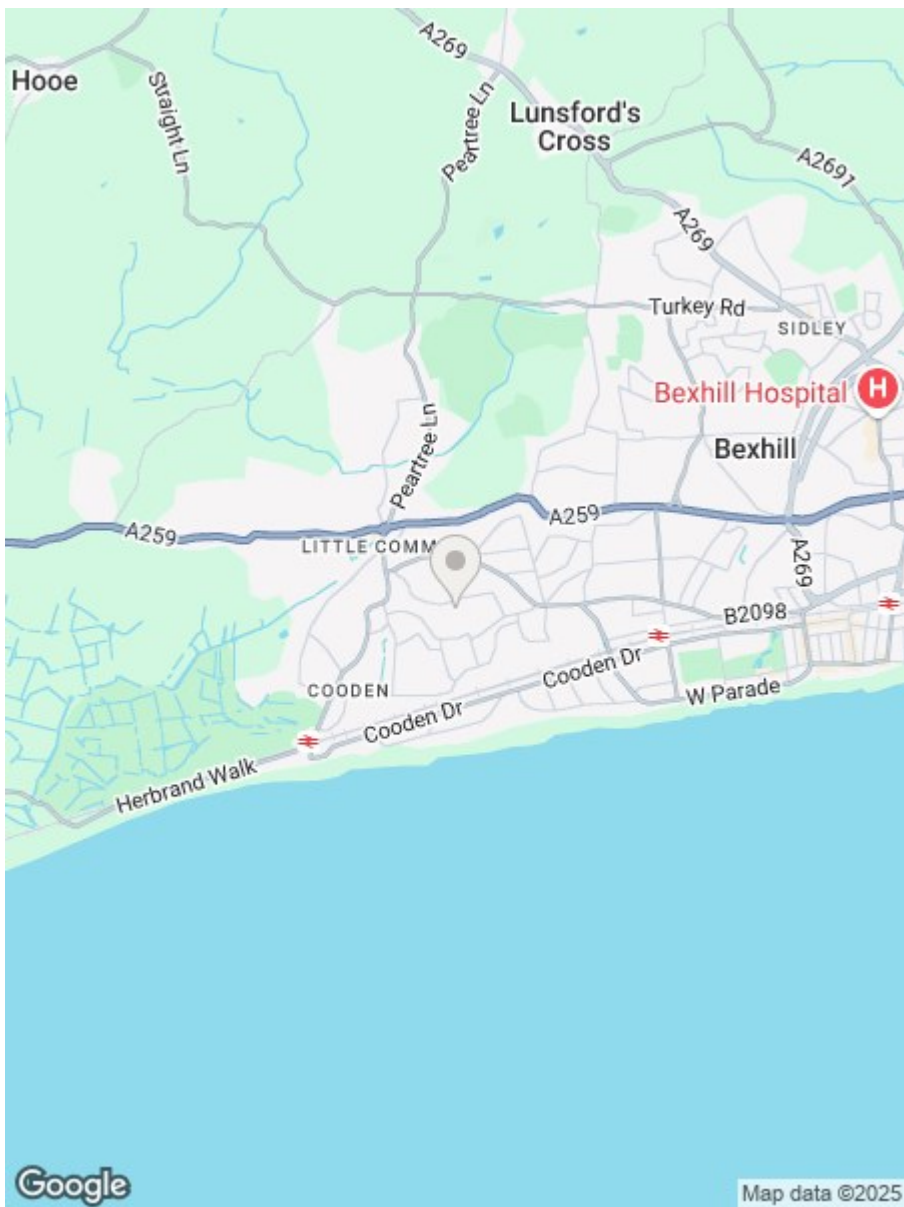 A269
Hooe
Straight Ln
Peartree Ln
Lunsford's
Cross
A2691
A269
Turkey Rd
SIDLEY
Bexhill Hospital
H
Peartree Ln
Bexhill
A259
A259
LITTLE COMM
A269
B2098
Cooden Dr
COODEN
W Parade
Cooden Dr
Herbrand Walk
Google
Map data ©2025